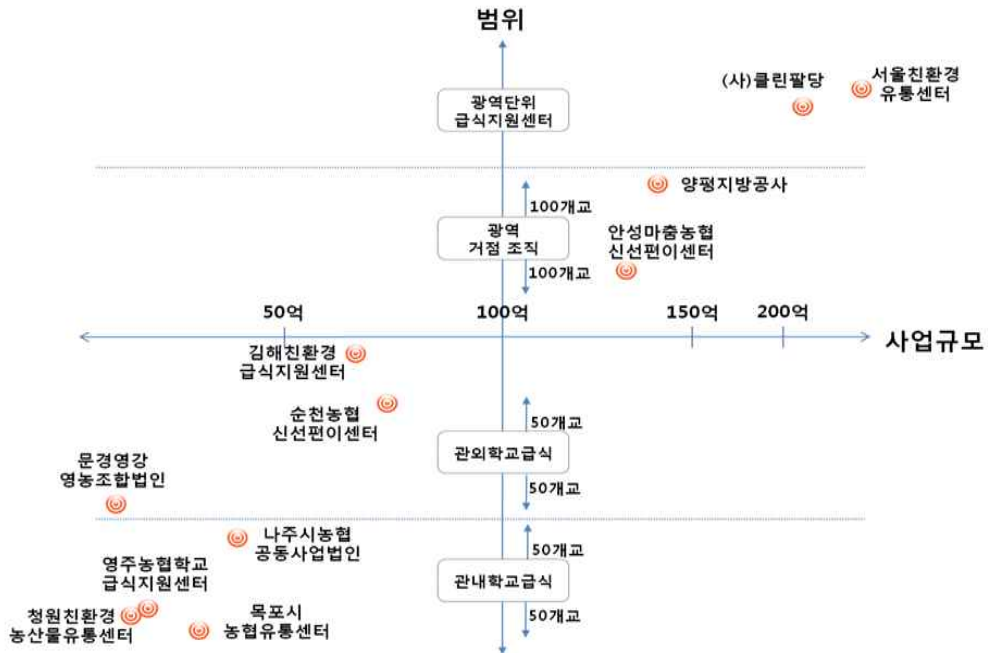 범위
(사)클린팔당
서울친환경
유통센터
광역단위
급식지원센터
양평지방공사
100개교
광역
거점 조직
안성마춤농협
신선편이센터
100개교
50억
100억
150억
200억
사업규모
김해친환경
급식지원센터
순천농협
신선편이센터
50개교
관외학교급식
문경영강
영농조합법인
50개교
나주시농협
공동사업법인
50개교
영주농협학교
급식지원센터
관내학교급식
청원친환경
농산물유통센터
목포시
농협유통센터
50개교